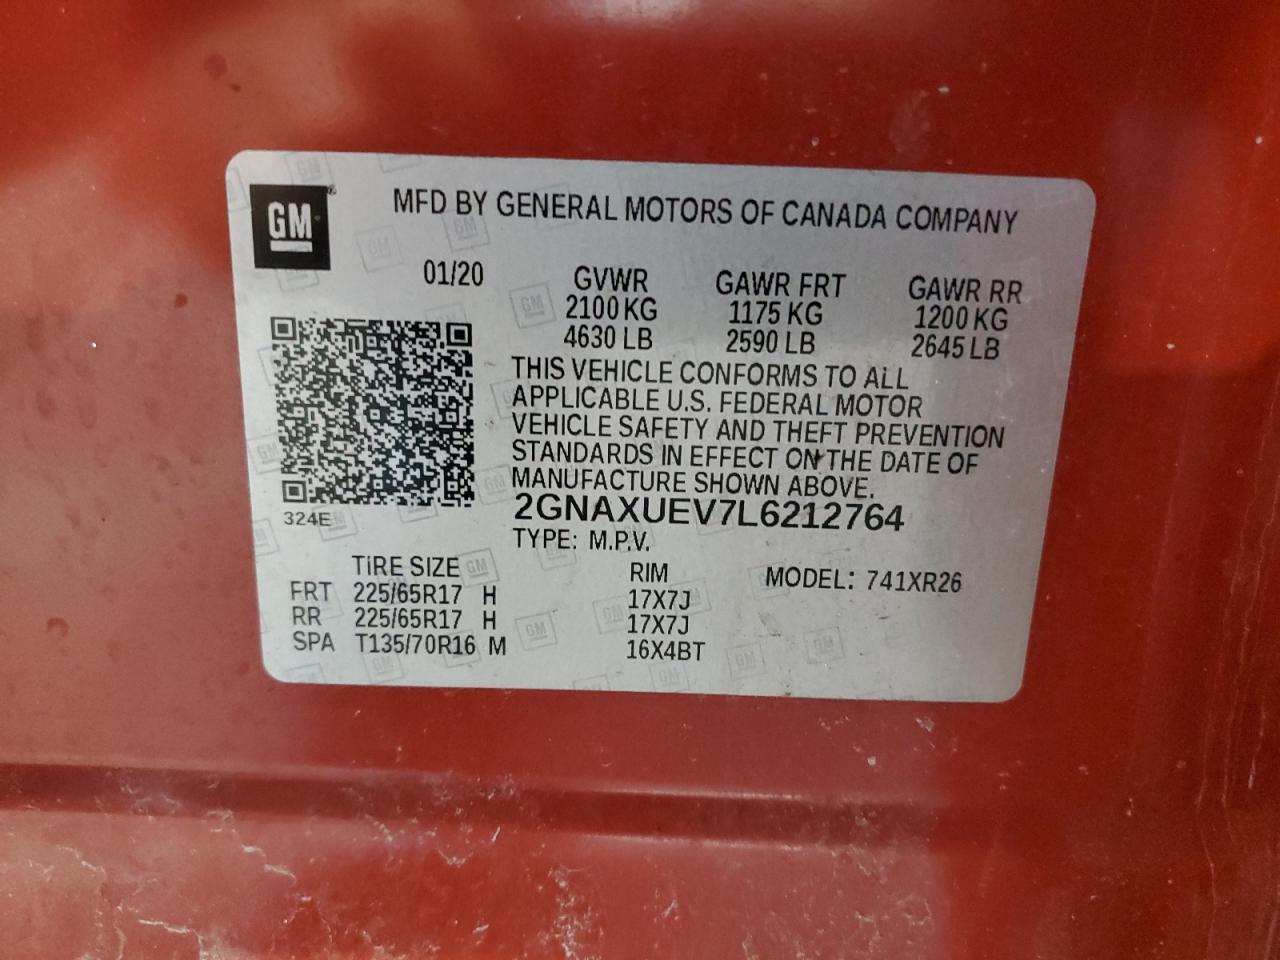 GM
MFD BY GENERAL MOTORS OF CANADA COMPANY
01/20 GVWR GAWR FRT GAWR RR
2100 KG 1175 KG 1200 KG
4630 LB 2590 LB 2645 LB
THIS VEHICLE CONFORMS TO ALL
APPLICABLE U.S. FEDERAL MOTOR
VEHICLE SAFETY AND THEFT PREVENTION
STANDARDS IN EFFECT ON THE DATE OF
MANUFACTURE SHOWN ABOVE.
324E 2GNAXUEV7L6212764
TYPE: M.P.V.
TIRE SIZE RIM MODEL: 741XR26
FRT 225/65R17 H 17X7J
RR 225/65R17 H 17X7J
SPA T135/70R16 M 16X4BT